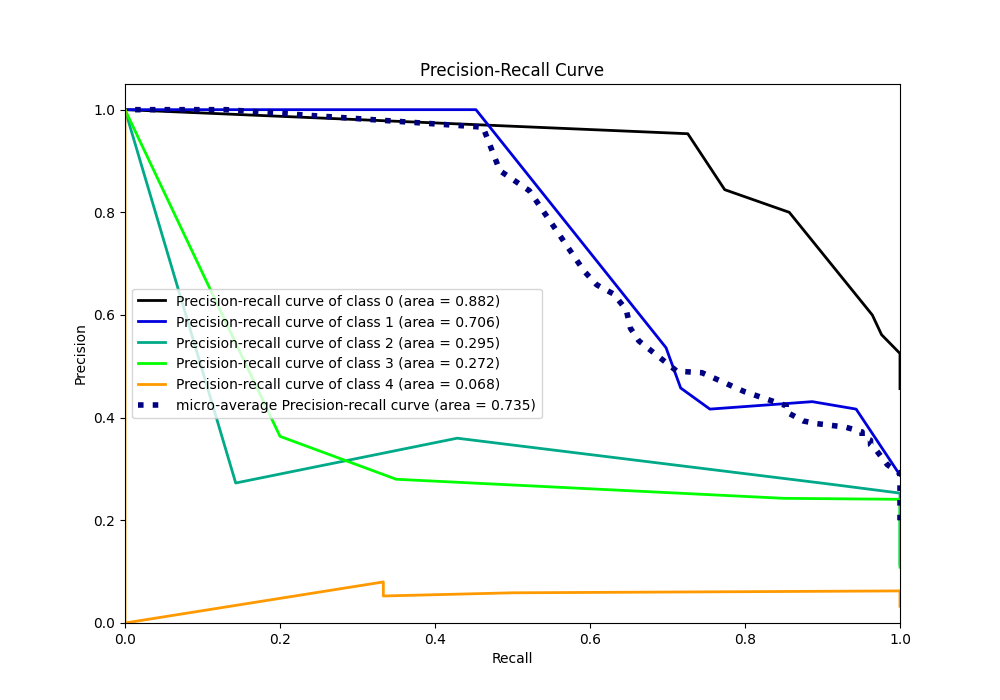 Precision-Recall Curve
1.0
0.8
0.6
0.4
0.2
0.0
Precision
Precision-recall curve of class 0 (area = 0.882)
Precision-recall curve of class 1 (area = 0.706)
Precision-recall curve of class 2 (area = 0.295)
Precision-recall curve of class 3 (area = 0.272)
Precision-recall curve of class 4 (area = 0.068)
micro-average Precision-recall curve (area = 0.735)
0.0 0.2 0.4 0.6 0.8 1.0
Recall